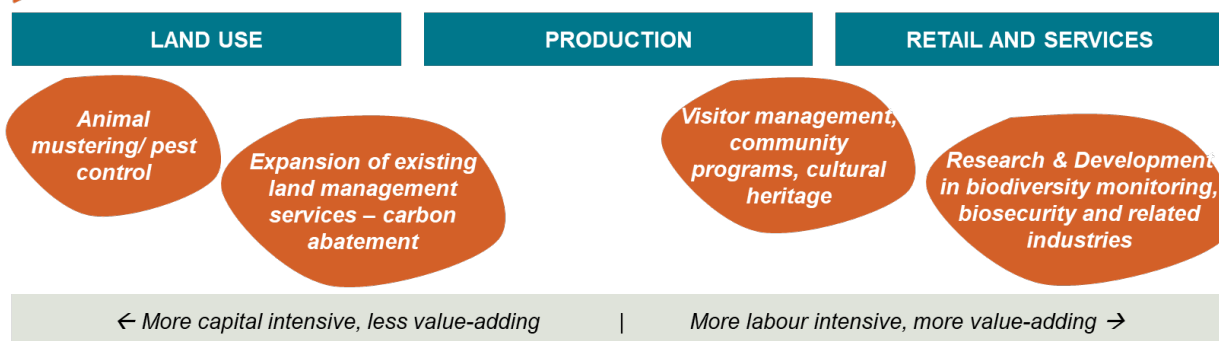 LAND USE
PRODUCTION
RETAIL AND SERVICES
Animal
mustering/ pest
control
Expansion of existing
land management
services – carbon
abatement
Visitor management,
community
programs, cultural
heritage
Research & Development
in biodiversity monitoring,
biosecurity and related
industries
← More capital intensive, less value-adding | More labour intensive, more value-adding →